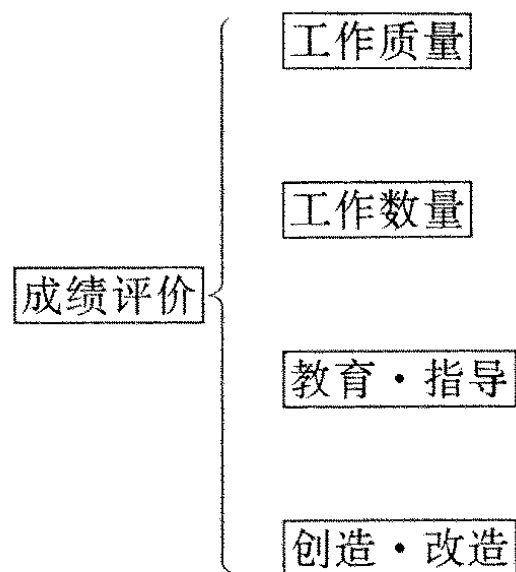 工作质量
工作数量
成绩评价
教育·指导
创造·改造